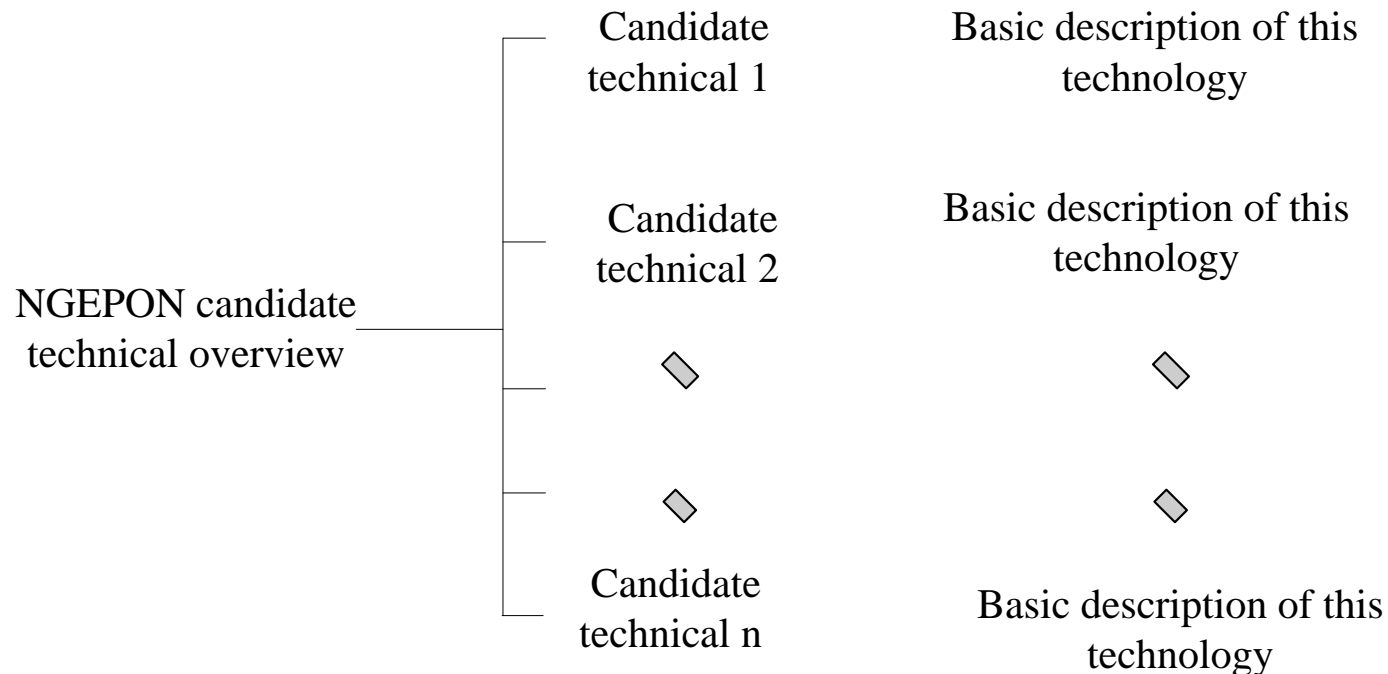 Candidate
technical 1
Basic description of this
technology
Candidate
technical 2
Basic description of this
technology
NGEPON candidate
technical overview
Candidate
technical n
Basic description of this
technology